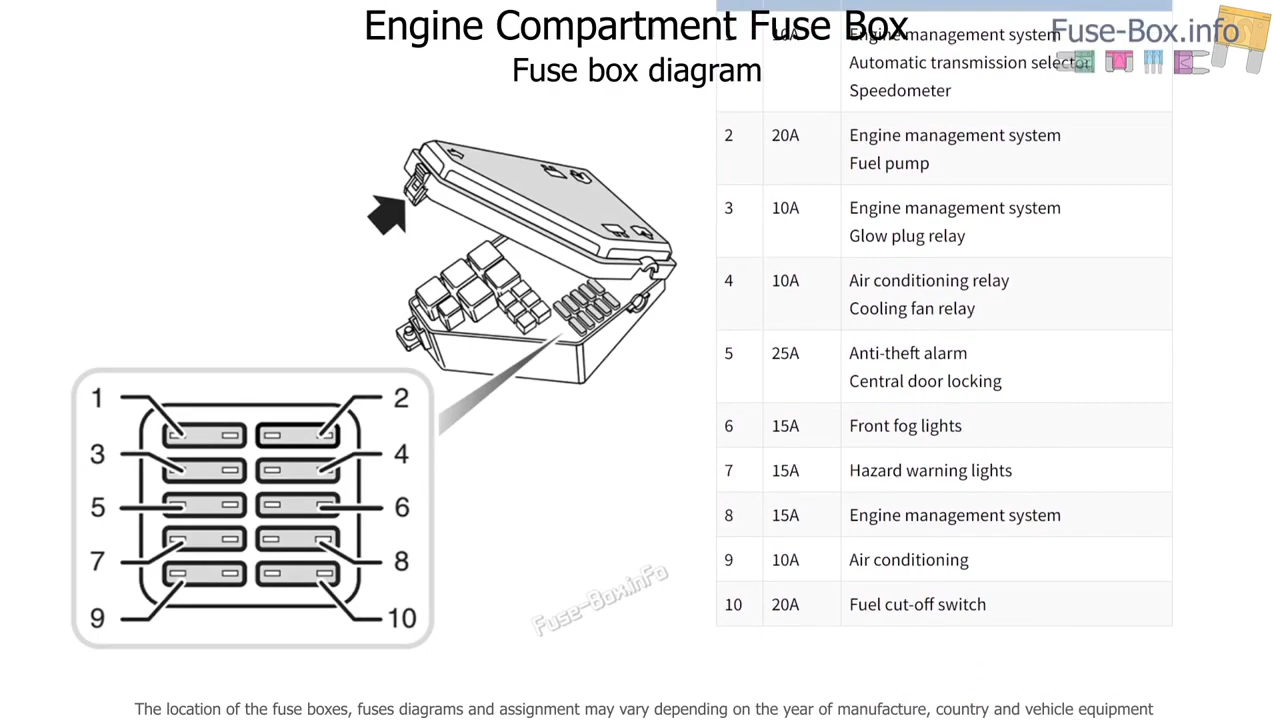 Engine Compartment Fuse Box
Fuse box diagram
Fuse-Box.info
1 10A Engine management system
Automatic transmission selector
Speedometer
2 20A Engine management system
Fuel pump
3 10A Engine management system
Glow plug relay
4 10A Air conditioning relay
Cooling fan relay
5 25A Anti-theft alarm
Central door locking
6 15A Front fog lights
7 15A Hazard warning lights
8 15A Engine management system
9 10A Air conditioning
10 20A Fuel cut-off switch
1 2
3 4
5 6
7 8
9 10
Fuse-Box.info
The location of the fuse boxes, fuses diagrams and assignment may vary depending on the year of manufacture, country and vehicle equipment